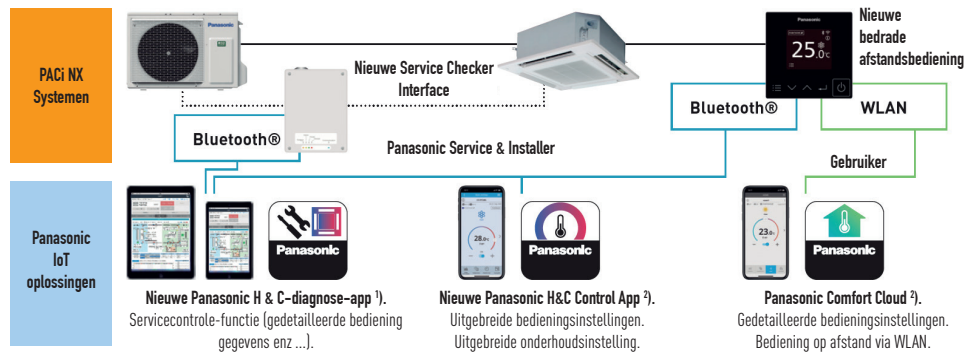 PACi NX
Systemen
Panasonic
Nieuwe Service Checker
Interface
Panasonic
25.0°C
Nieuwe
bedrade
afstandsbediening
Bluetooth®
Bluetooth®
WLAN
Panasonic Service & Installer
Gebruiker
Panasonic
IoT
oplossingen
Panasonic
28.0°C
Panasonic
23.0°C
Panasonic
Nieuwe Panasonic H & C-diagnose-app ¹).
Servicecontrole-functie (gedetailleerde bediening
gegevens enz ...).
Nieuwe Panasonic H&C Control App ²).
Uitgebreide bedieningsinstellingen.
Uitgebreide onderhoudsinstelling.
Panasonic Comfort Cloud ²).
Gedetailleerde bedieningsinstellingen.
Bediening op afstand via WLAN.